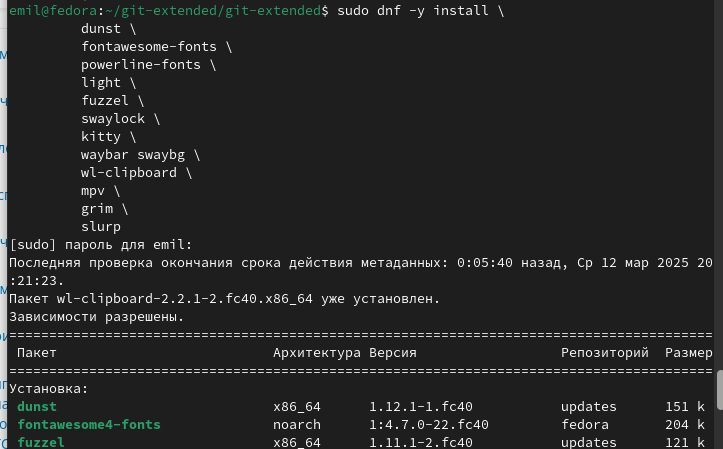 emil@fedora:~/git-extended/git-extended$ sudo dnf -y install \
dunst \
fontawesome-fonts \
powerline-fonts \
light \
fuzzel \
swaylock \
kitty \
waybar swaybg \
wl-clipboard \
mpv \
grim \
slurp
[sudo] пароль для emil:
Последняя проверка окончания срока действия метаданных: 0:05:40 назад, Ср 12 мар 2025 20
:21:23.
Пакет wl-clipboard-2.2.1-2.fc40.x86_64 уже установлен.
Зависимости разрешены.
================================================================================
Пакет Архитектура Версия Репозиторий Размер
================================================================================
Установка:
dunst x86_64 1.12.1-1.fc40 updates 151 k
fontawesome4-fonts noarch 1:4.7.0-22.fc40 fedora 204 k
fuzzel x86_64 1.11.1-2.fc40 updates 121 k